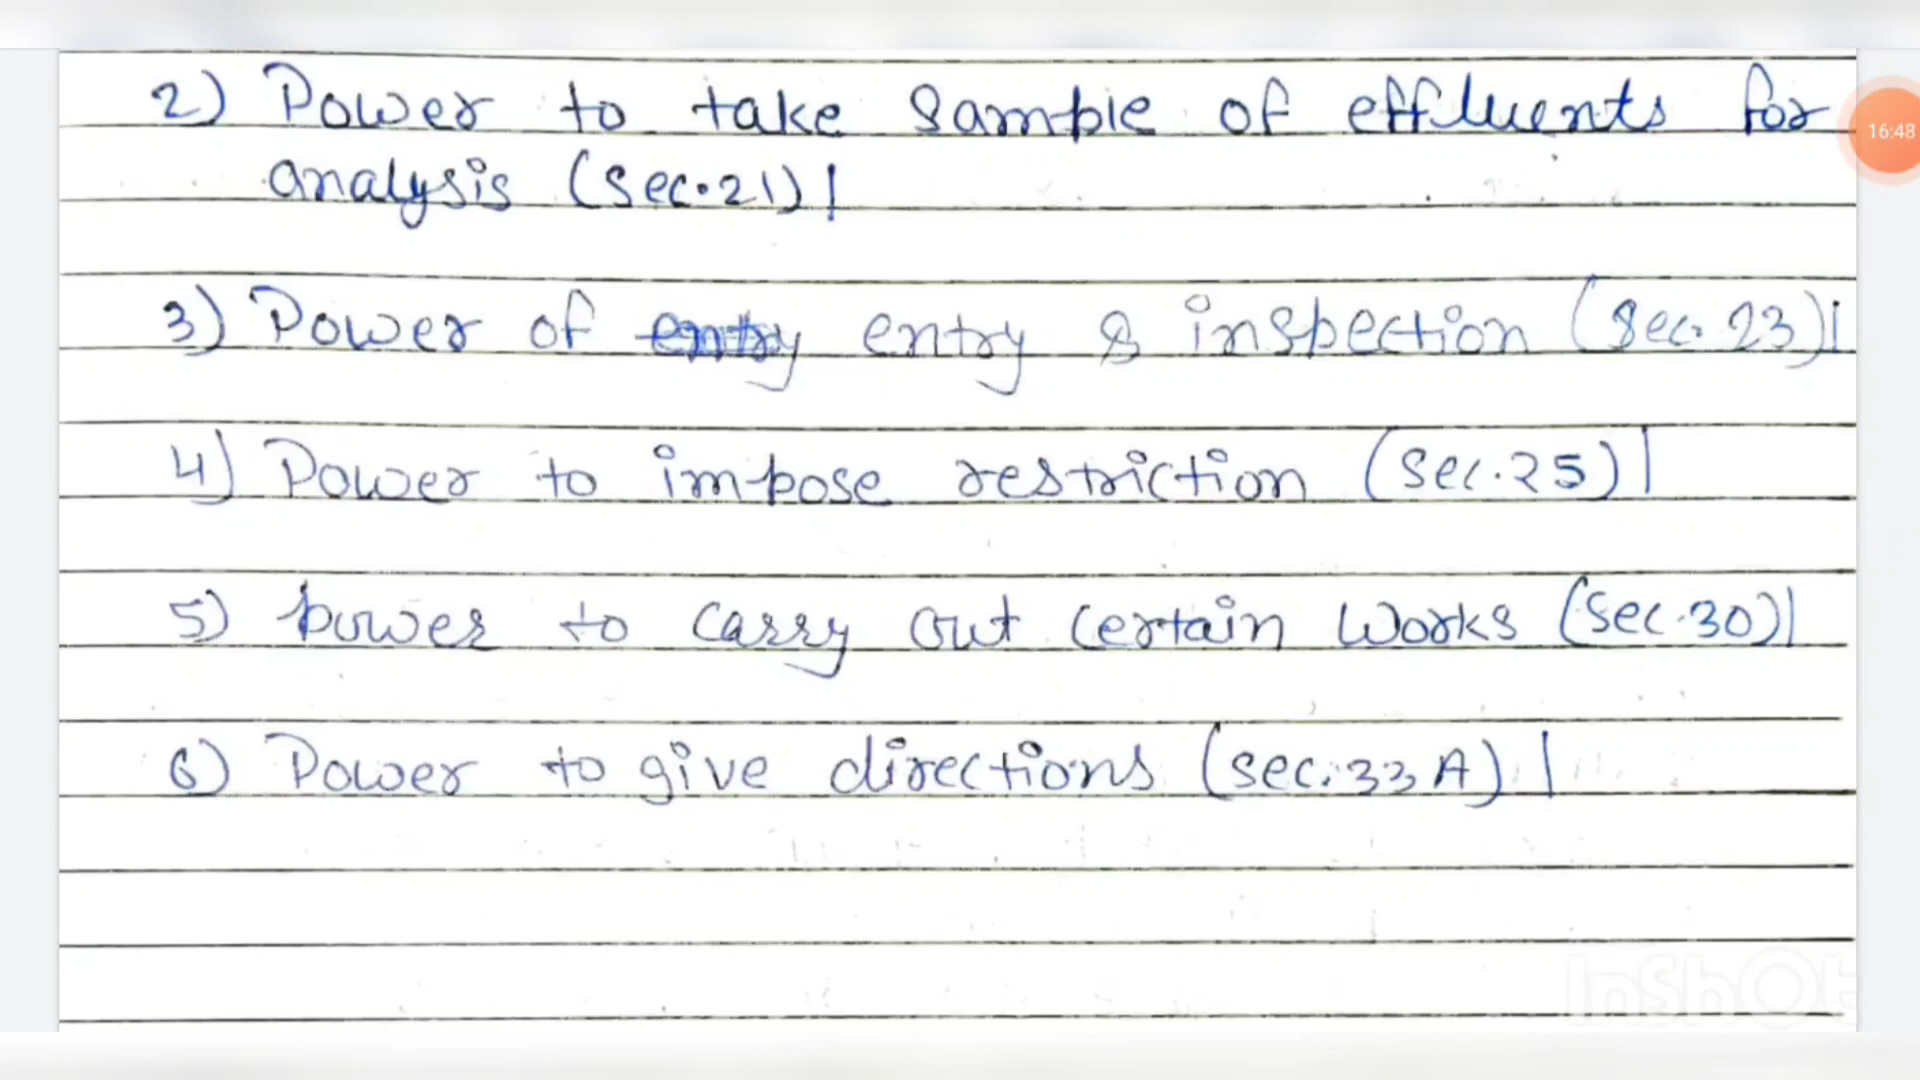 2) Power to take sample of effluents for
16:48
analysis (sec.21)|
3) Power of entry entry & inspection (sec. 23)|
4) Power to impose restriction (sec.25)|
5) power to carry out certain works (sec.30)|
6) Power to give directions (sec.33A)|
InShOt